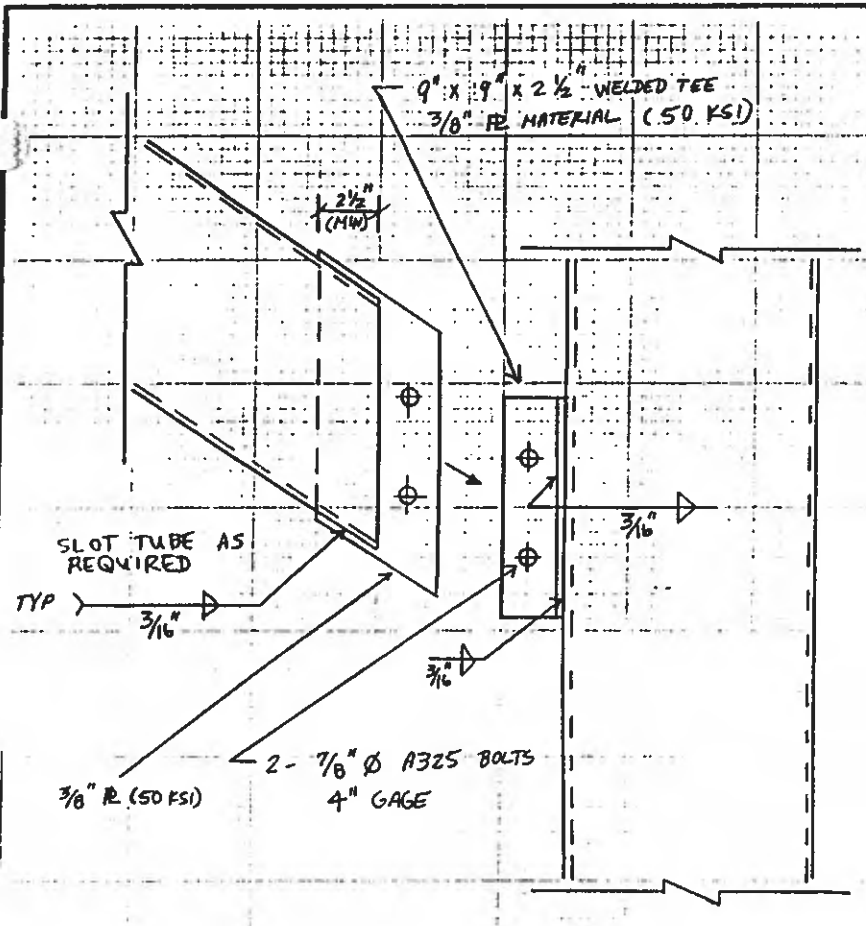 9" x 9" x 2 1/2" WELDED TEE
3/8" PL MATERIAL (50 KSI)
2 1/2"
(MIN)
SLOT TUBE AS
REQUIRED
TYP
3/16"
3/16"
3/16"
2 - 7/8" Ø A325 BOLTS
4" GAGE
3/8" PL (50 KSI)